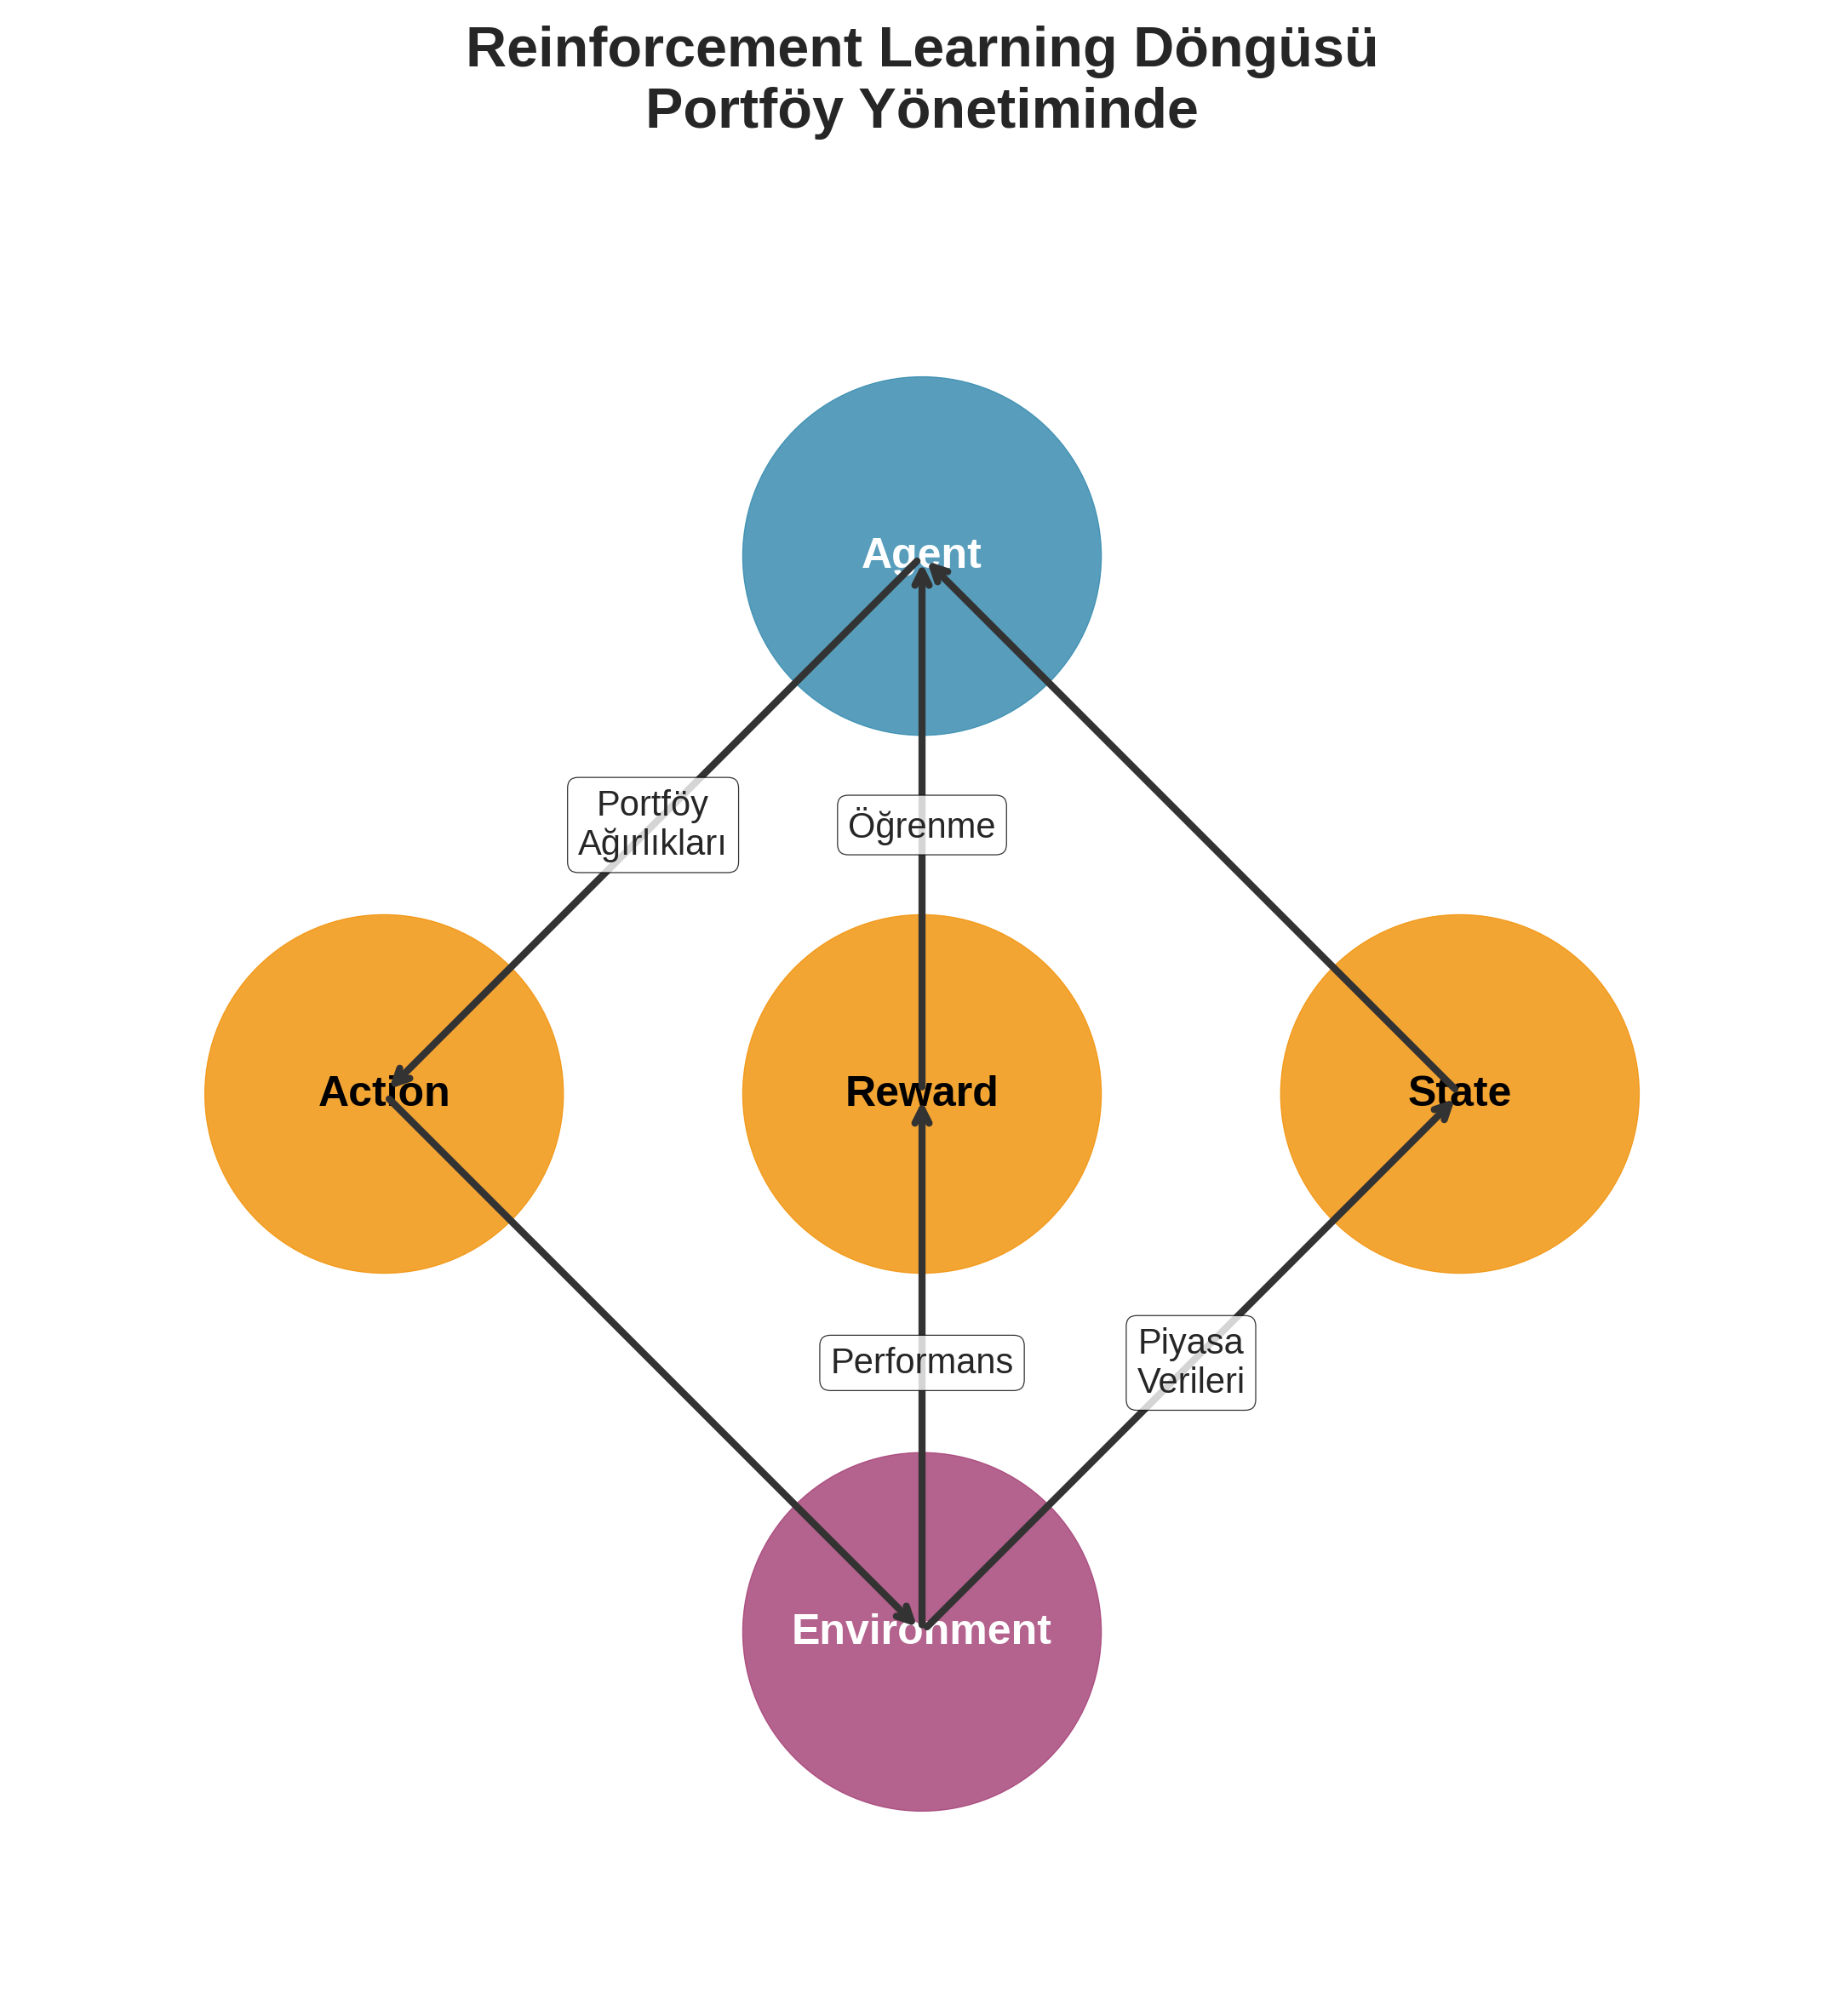 Reinforcement Learning Döngüsü
Portföy Yönetiminde
Agent
Portföy
Ağırlıkları
Öğrenme
Action
Reward
State
Performans
Piyasa
Verileri
Environment